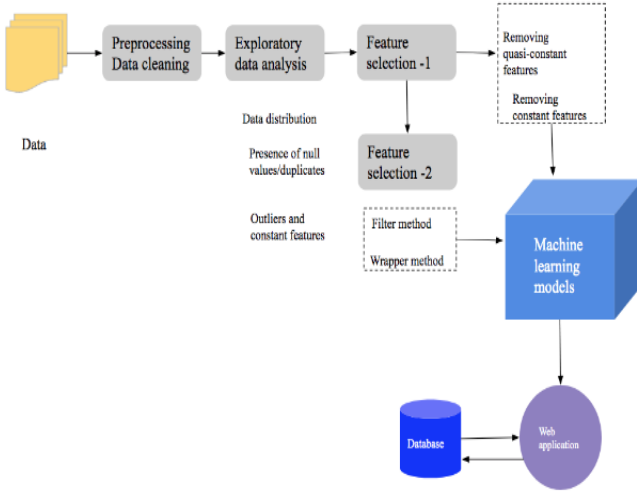 Preprocessing
Data cleaning
Exploratory
data analysis
Feature
selection -1
Removing
quasi-constant
features
Removing
constant features
Data
Data distribution
Presence of null
values/duplicates
Outliers and
constant features
Feature
selection -2
Filter method
Wrapper method
Machine
learning
models
Database
Web
application